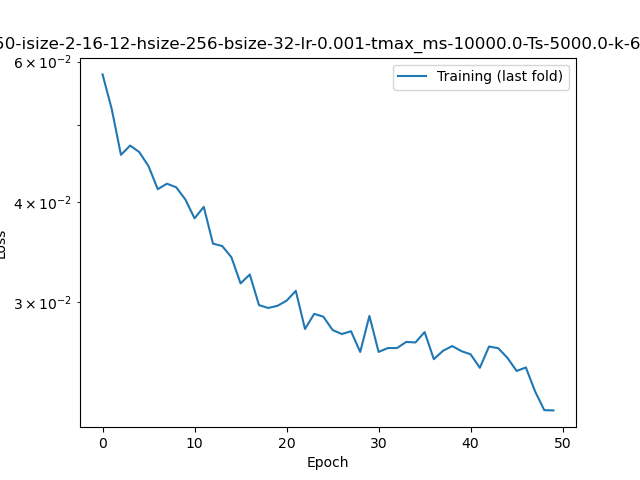 50-isize-2-16-12-hsize-256-bsize-32-lr-0.001-tmax_ms-10000.0-Ts-5000.0-k-6
6 × 10⁻²
Training (last fold)
4 × 10⁻²
Loss
3 × 10⁻²
0 10 20 30 40 50
Epoch